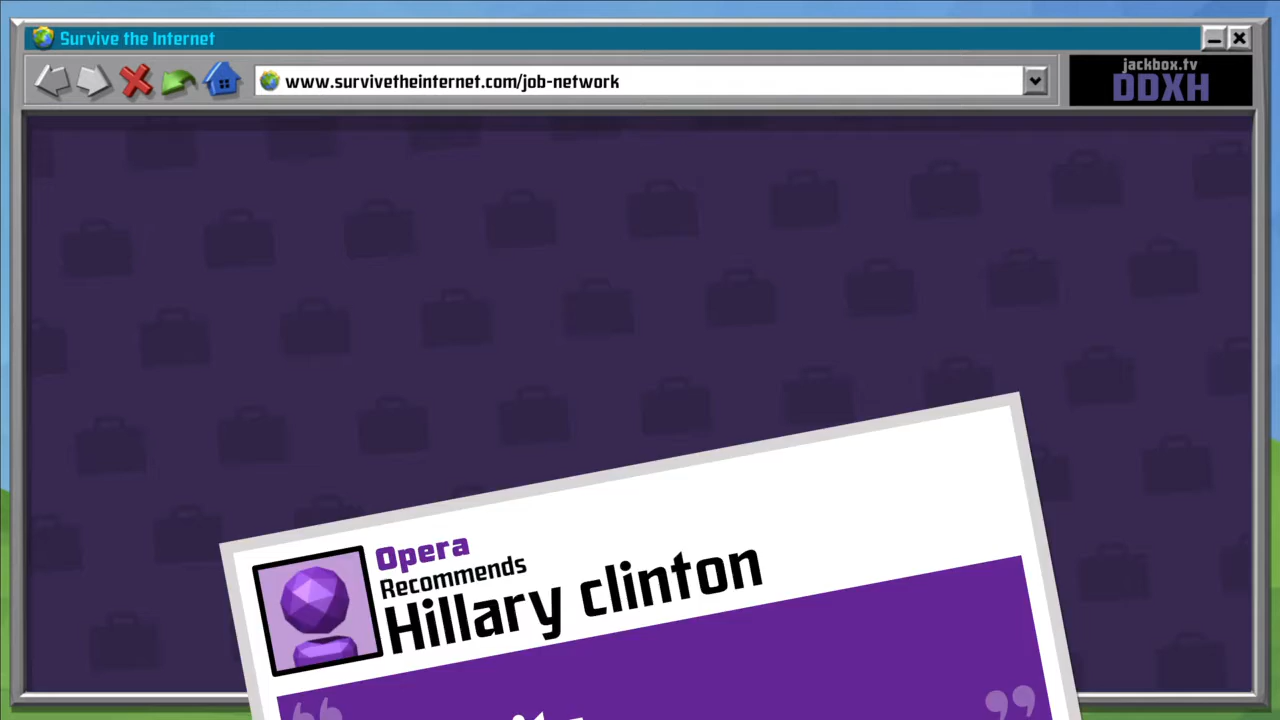 Survive the Internet
www.survivetheinternet.com/job-network
jackbox.tv
DDXH
Opera
Recommends
Hillary clinton